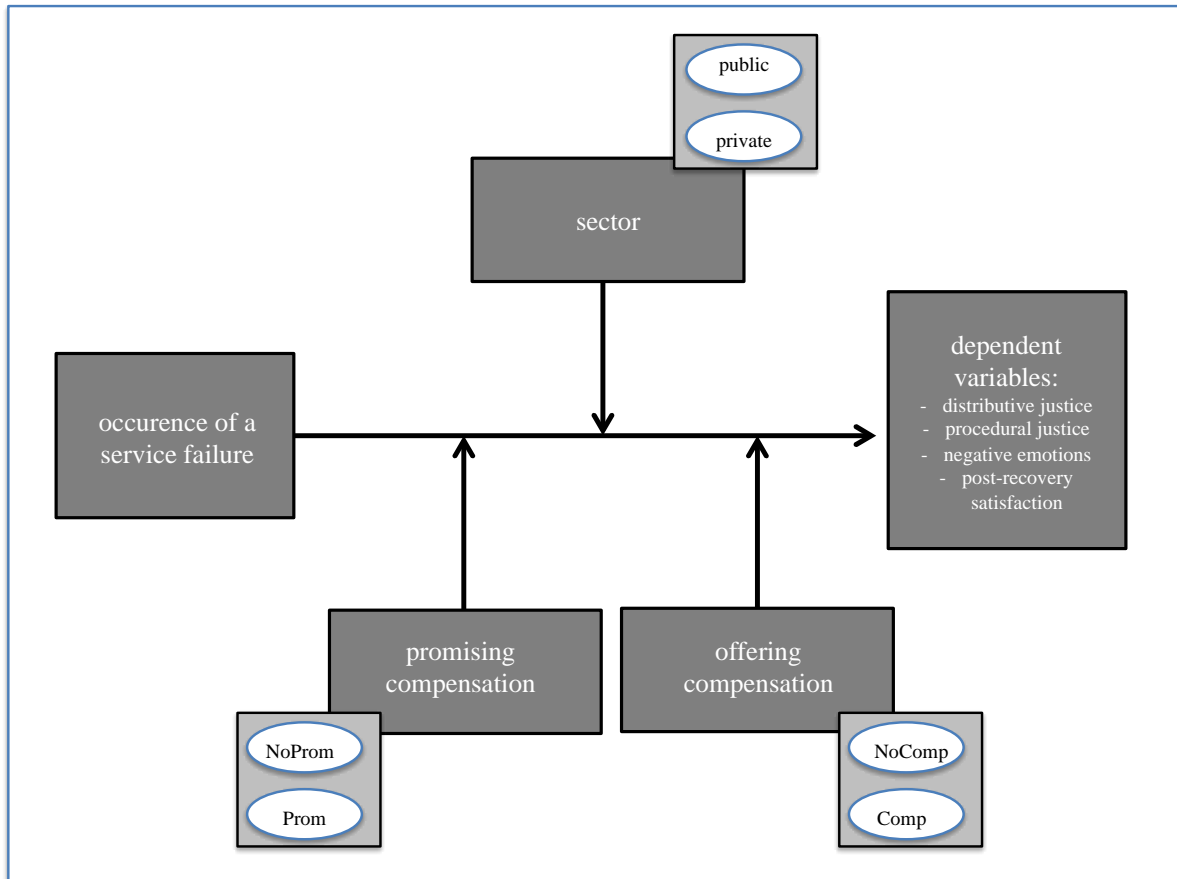 public
private
sector
occurence of a
service failure
dependent
variables:
- distributive justice
- procedural justice
- negative emotions
- post-recovery
satisfaction
promising
compensation
offering
compensation
NoProm
Prom
NoComp
Comp